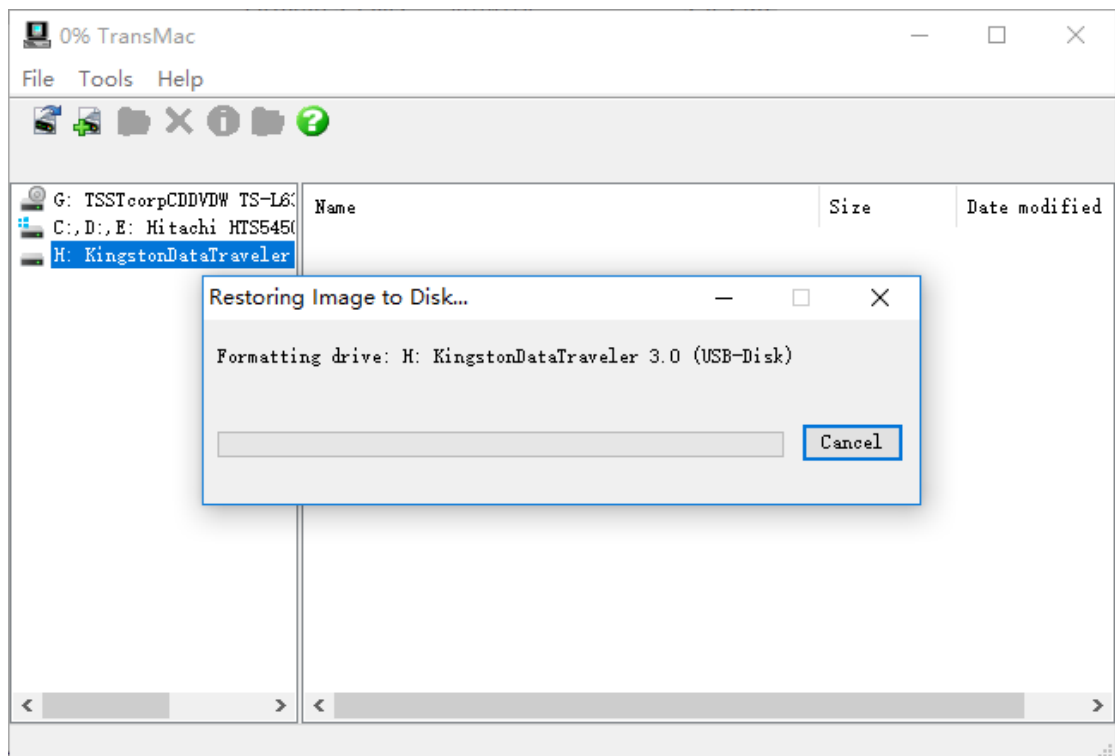 0% TransMac
File Tools Help
G: TSSTcorpCDDVDW TS-L6
Name Size Date modified
C:,D:,E: Hitachi HTS545
H: KingstonDataTraveler
Restoring Image to Disk...
Formatting drive: H: KingstonDataTraveler 3.0 (USB-Disk)
Cancel